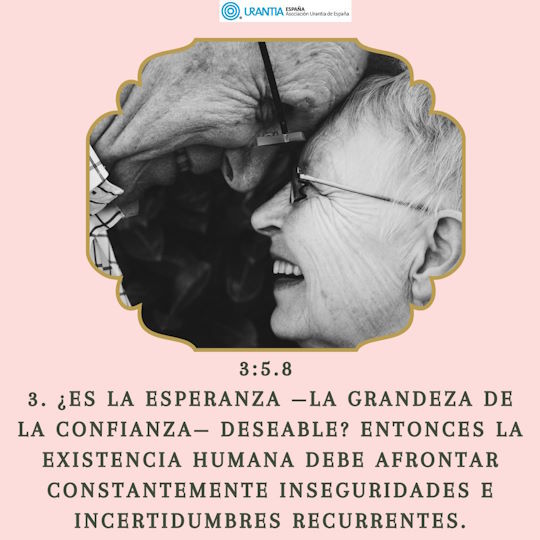 URANTIA ESPAÑA
Asociación Urantia de España
3:5.8
3. ¿ES LA ESPERANZA —LA GRANDEZA DE
LA CONFIANZA— DESEABLE? ENTONCES LA
EXISTENCIA HUMANA DEBE AFRONTAR
CONSTANTEMENTE INSEGURIDADES E
INCERTIDUMBRES RECURRENTES.